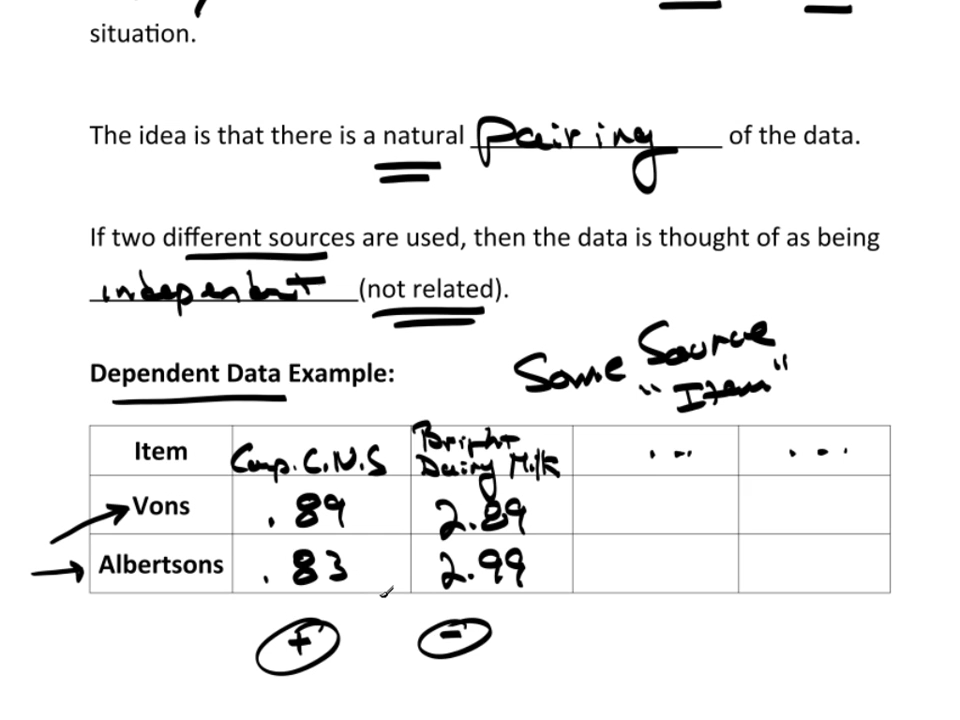 situation.
The idea is that there is a natural pairing of the data.
If two different sources are used, then the data is thought of as being
independent (not related).
Same Source
Dependent Data Example:
"Item"
Item Camp. C.N.S Bright Dairy Milk ... ...
Vons .89 2.89
Albertsons .83 2.99
+ -